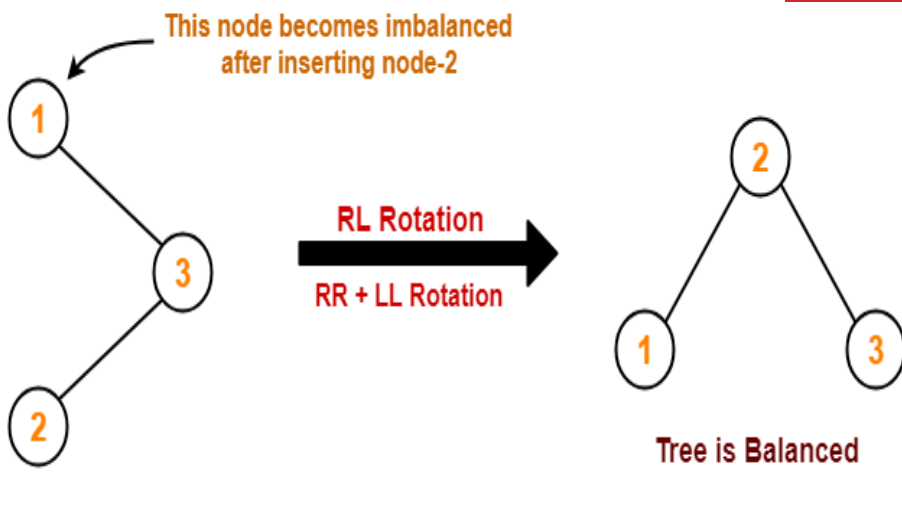 This node becomes imbalanced
after inserting node-2
1
3
2
RL Rotation
RR + LL Rotation
2
1
3
Tree is Balanced